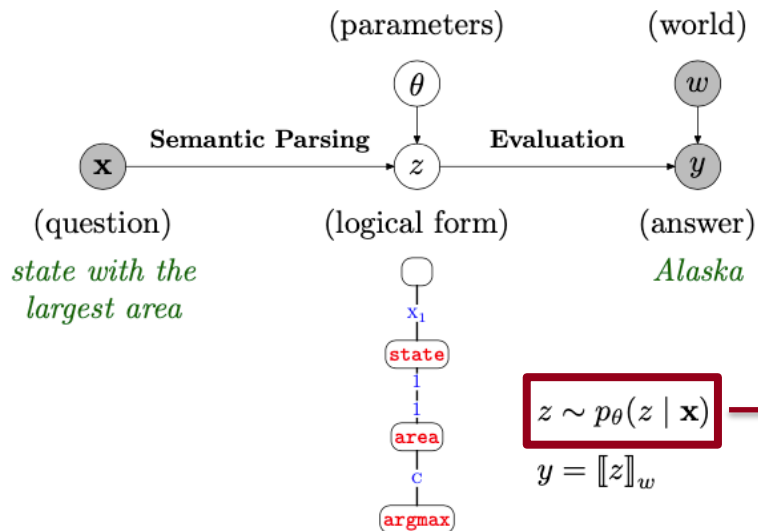 (parameters) (world)
θ w
Semantic Parsing Evaluation
x z y
(question) (logical form) (answer)
state with the Alaska
largest area
x₁
state
1
1
area
c
argmax
z ∼ pθ(z | x)
y = ⟦z⟧w